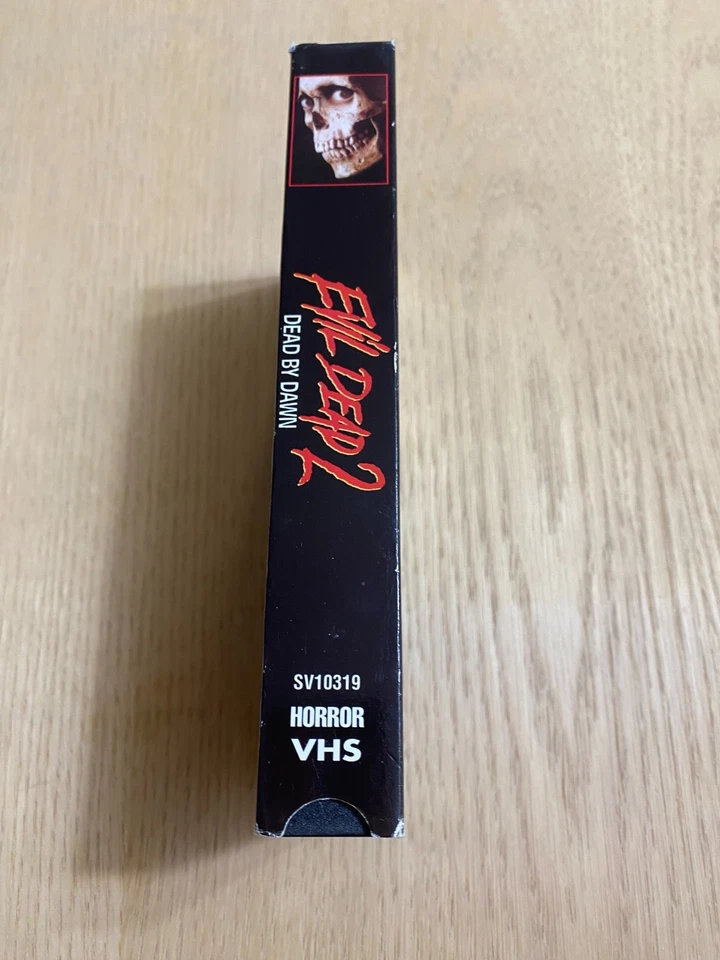 EVIL DEAD 2
DEAD BY DAWN
SV10319
HORROR
VHS